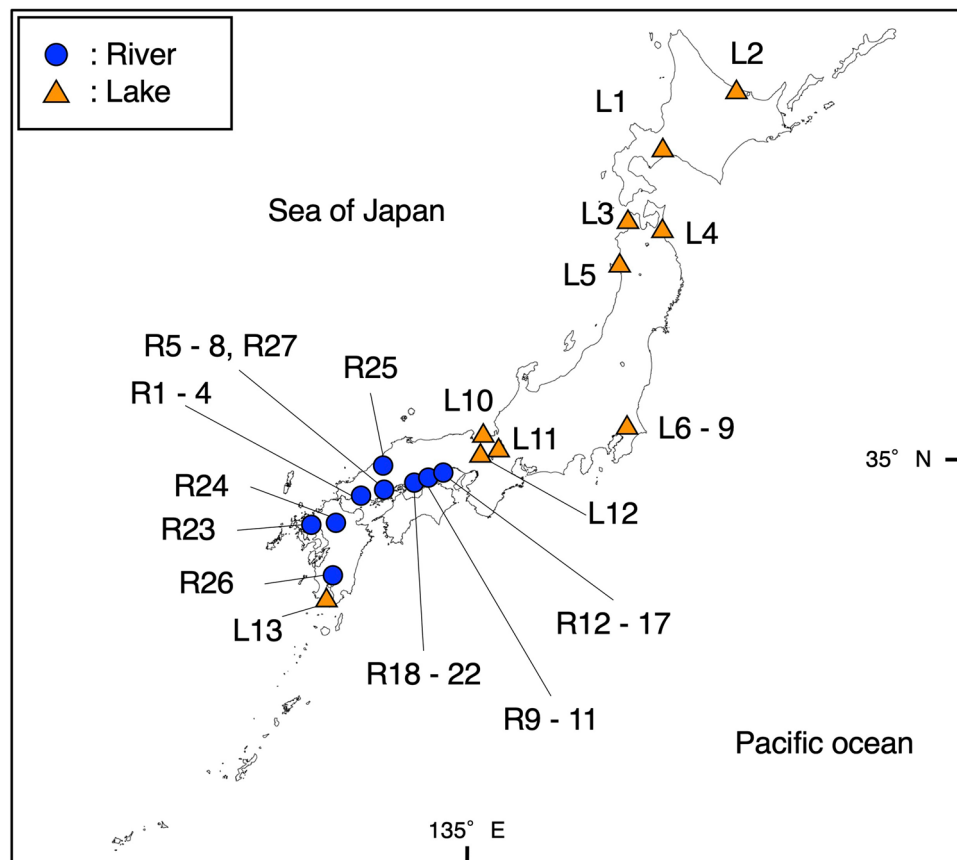 : River
: Lake
L2
L1
Sea of Japan
L3
L4
L5
R5 - 8, R27
R25
R1 - 4
L10
L11
L6 - 9
35° N
R24
L12
R23
R26
R12 - 17
L13
R18 - 22
R9 - 11
Pacific ocean
135° E